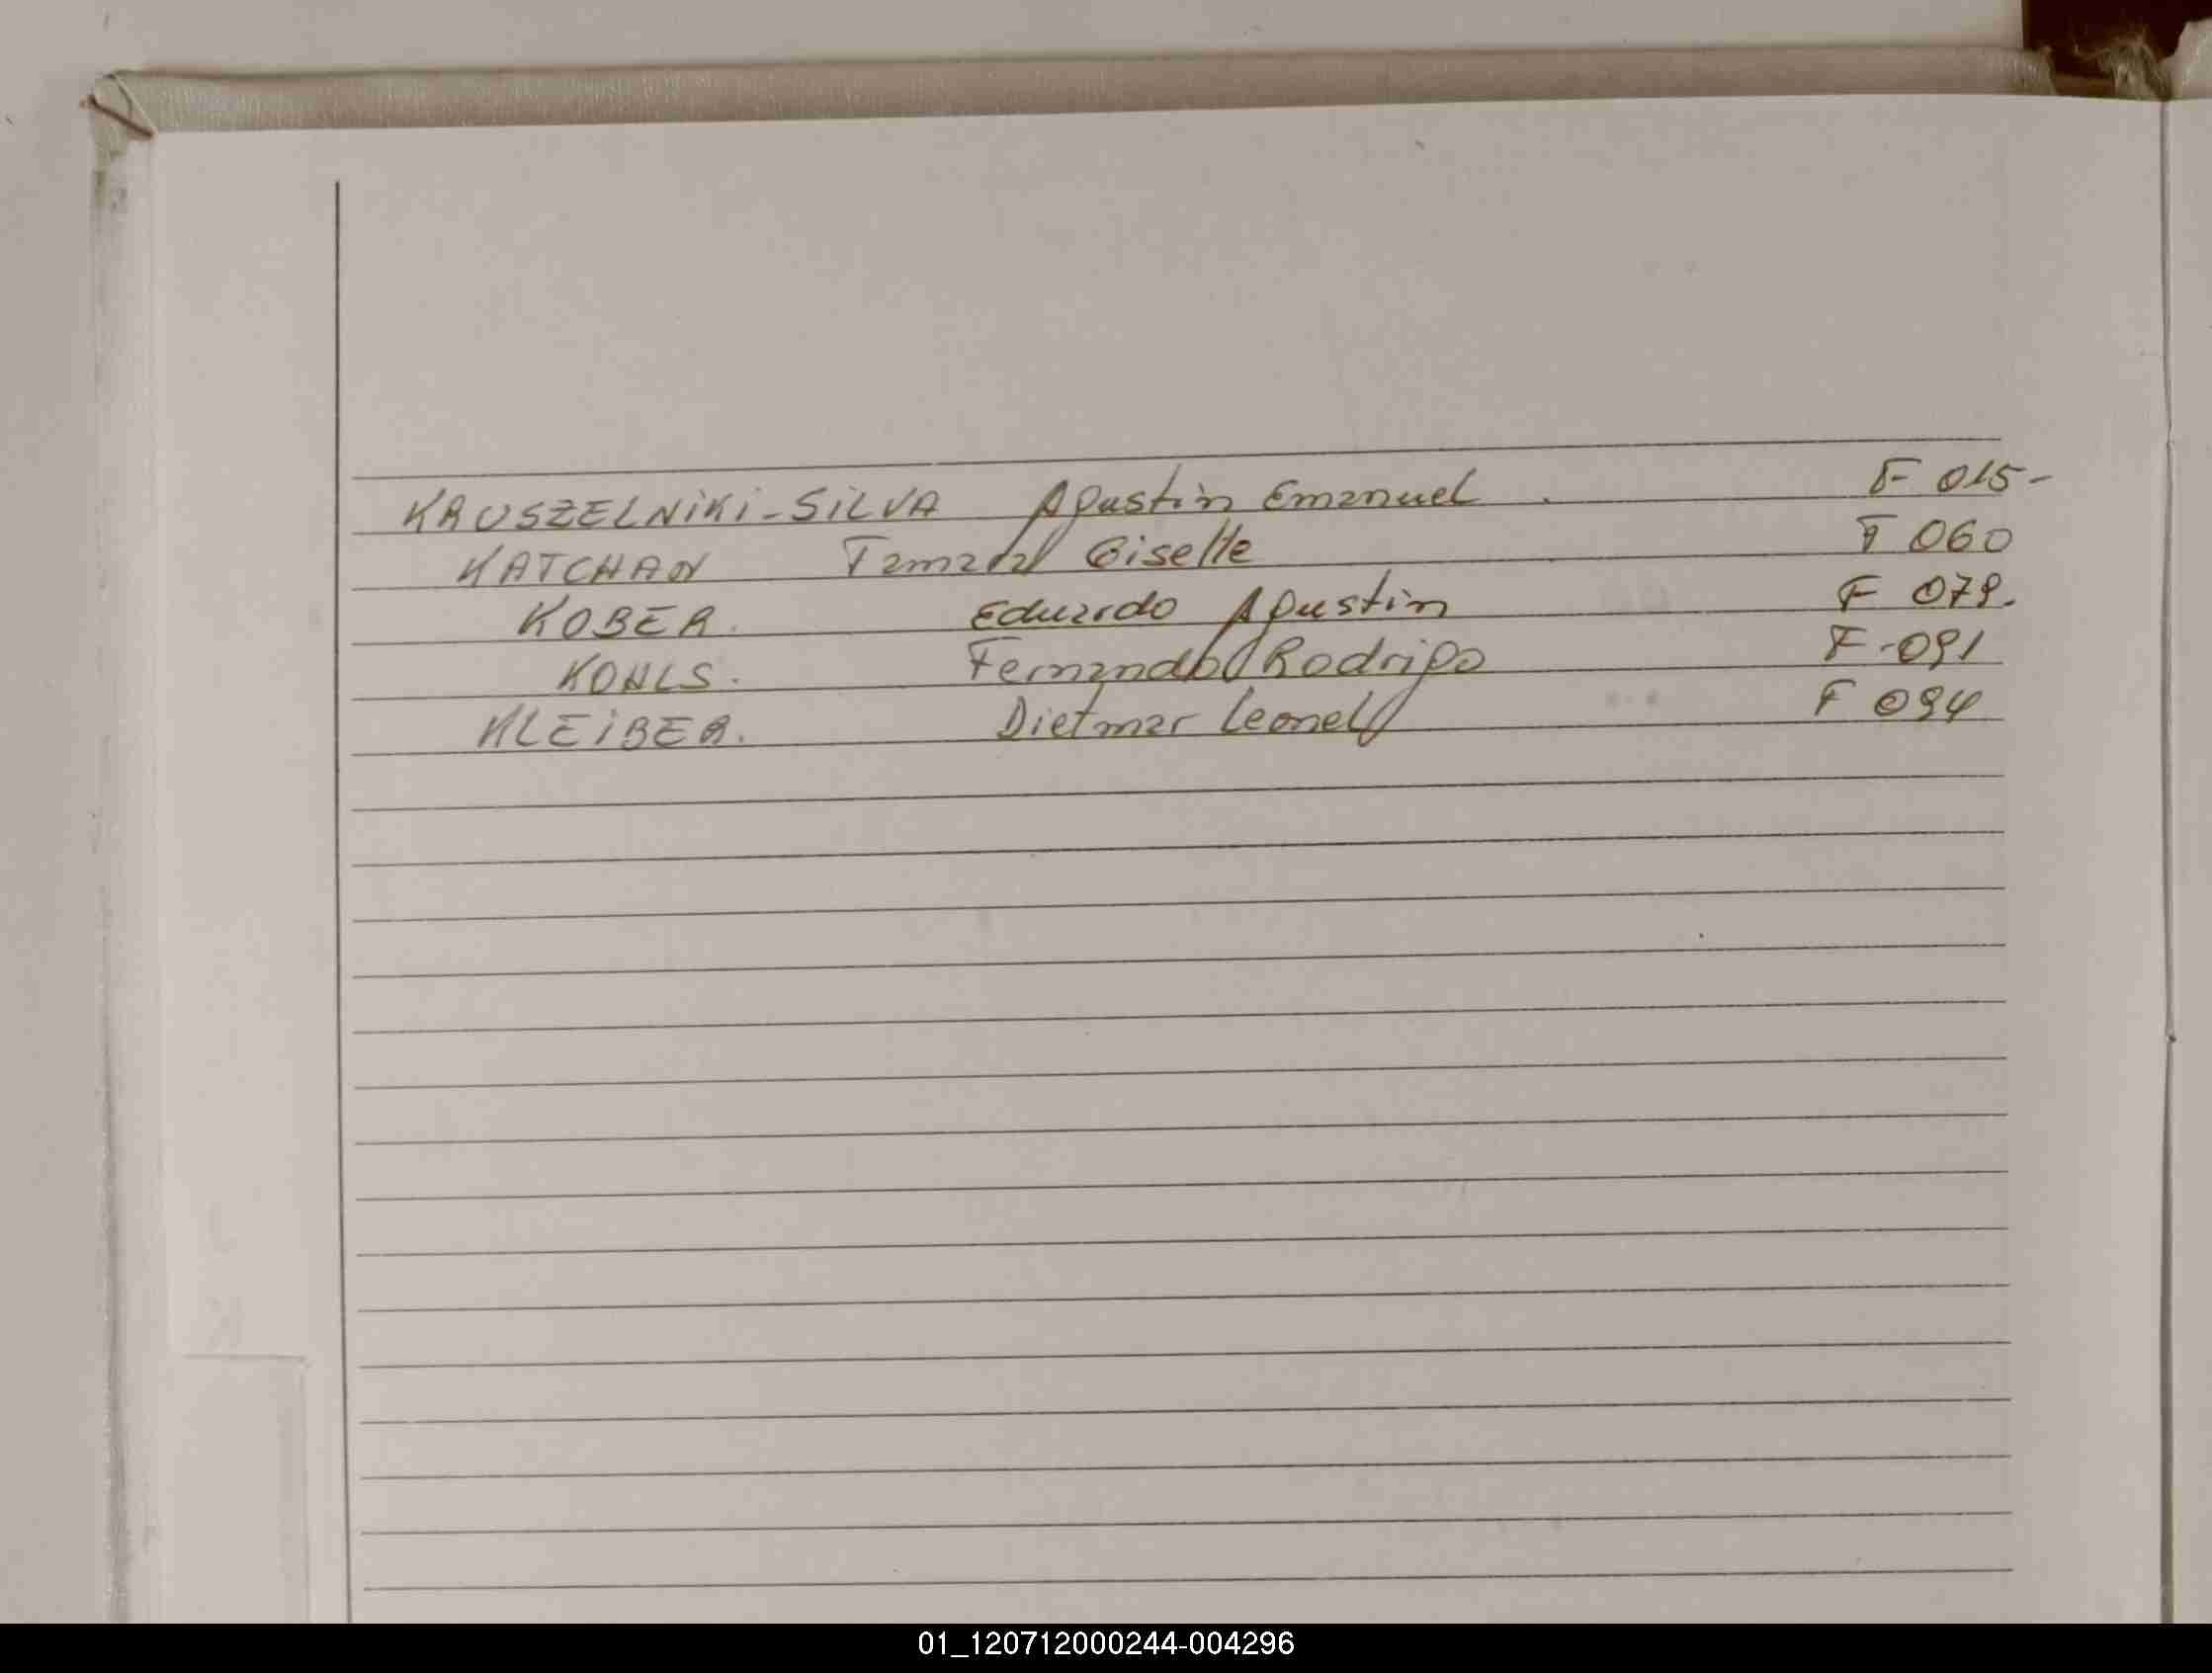 KRUSZELNiKi-SiLVA Agustin Emanuel . F 015-
KATCHAN Tamara Giselle F 060
KOBER. Eduardo Agustin F 079.
KOHLS. Fernando Rodrigo F-091
KLEiBER. Dietmar Leonel F 094
01_120712000244-004296